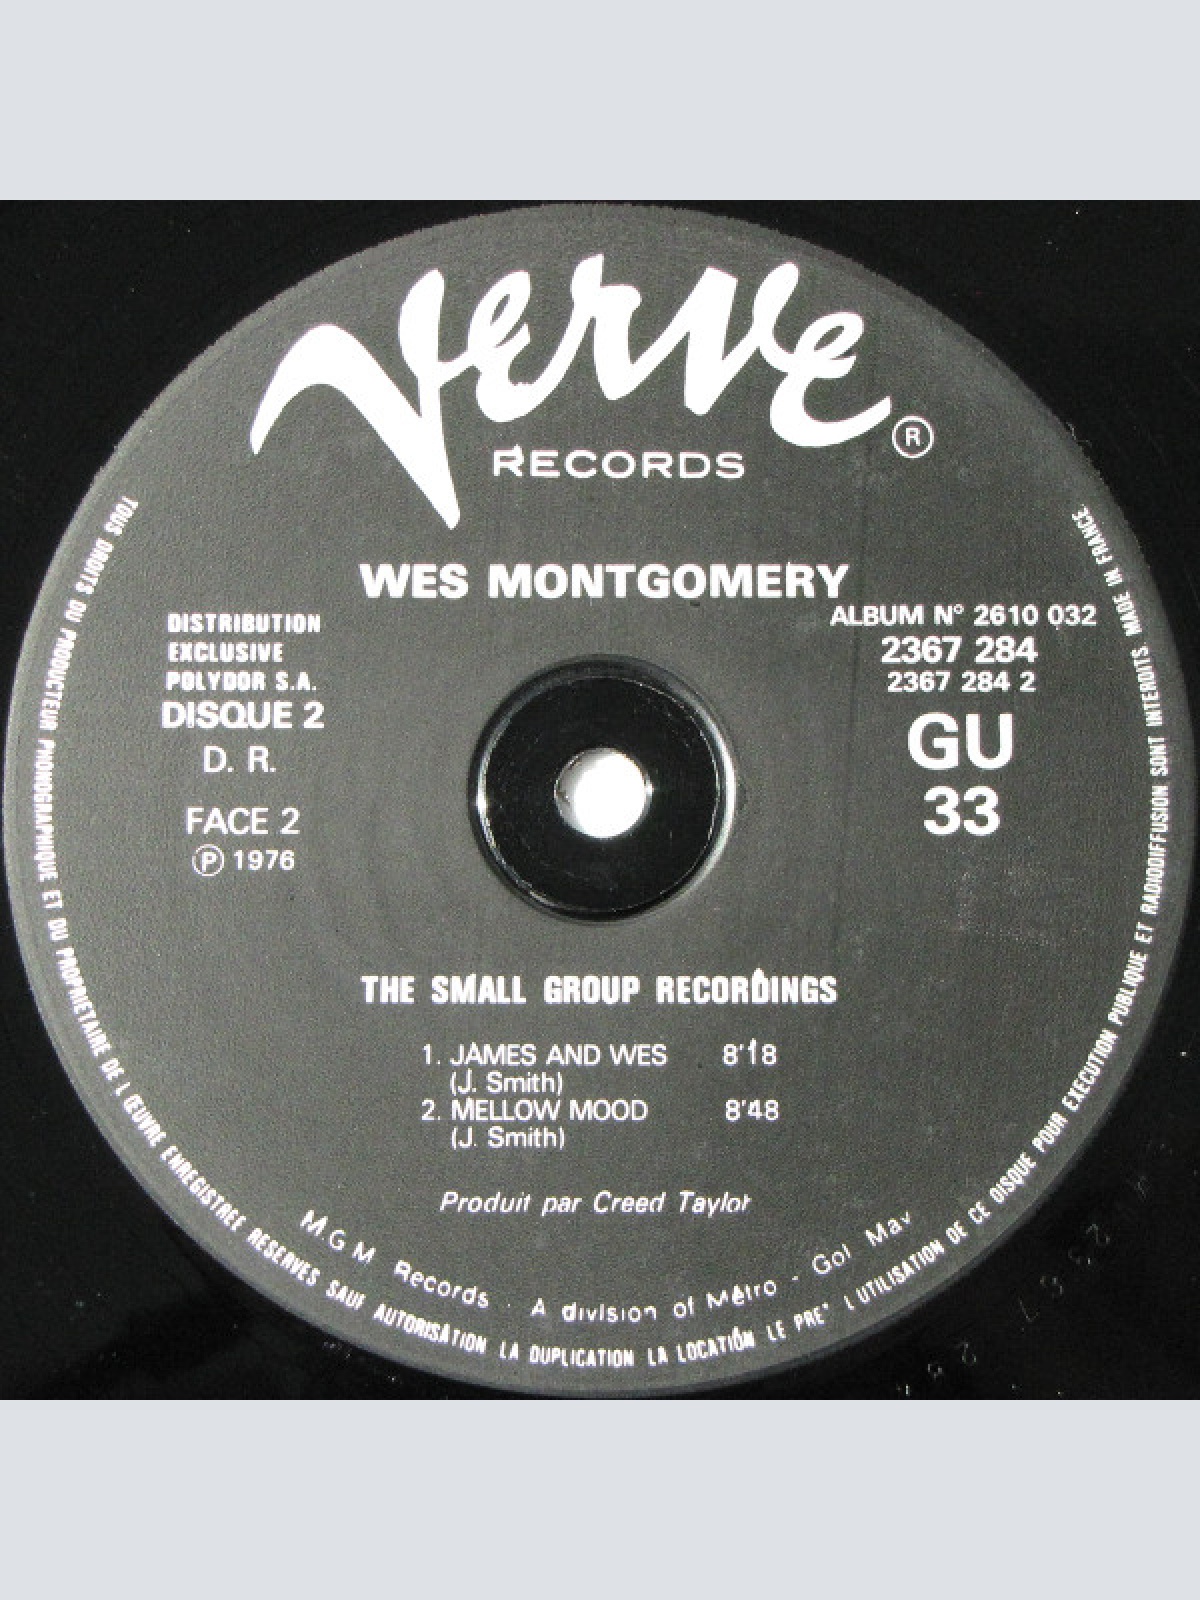 Verve
RECORDS
®
WES MONTGOMERY
DISTRIBUTION
EXCLUSIVE
POLYDOR S.A.
DISQUE 2
D. R.
FACE 2
℗ 1976
ALBUM N° 2610 032
2367 284
2367 284 2
GU
33
THE SMALL GROUP RECORDINGS
1. JAMES AND WES 8'18
(J. Smith)
2. MELLOW MOOD 8'48
(J. Smith)
Produit par Creed Taylor
M.G M Records . A division of Métro - Gol May
TOUS DROITS DU PRODUCTEUR PHONOGRAPHIQUE ET DU PROPRIETAIRE DE L ŒUVRE ENREGISTREE RESERVES SAUF AUTORISATION LA DUPLICATION LA LOCATION LE PRE* L UTILISATION DE CE DISQUE POUR EXECUTION PUBLIQUE ET RADIODIFFUSION SONT INTERDITS. MADE IN FRANCE